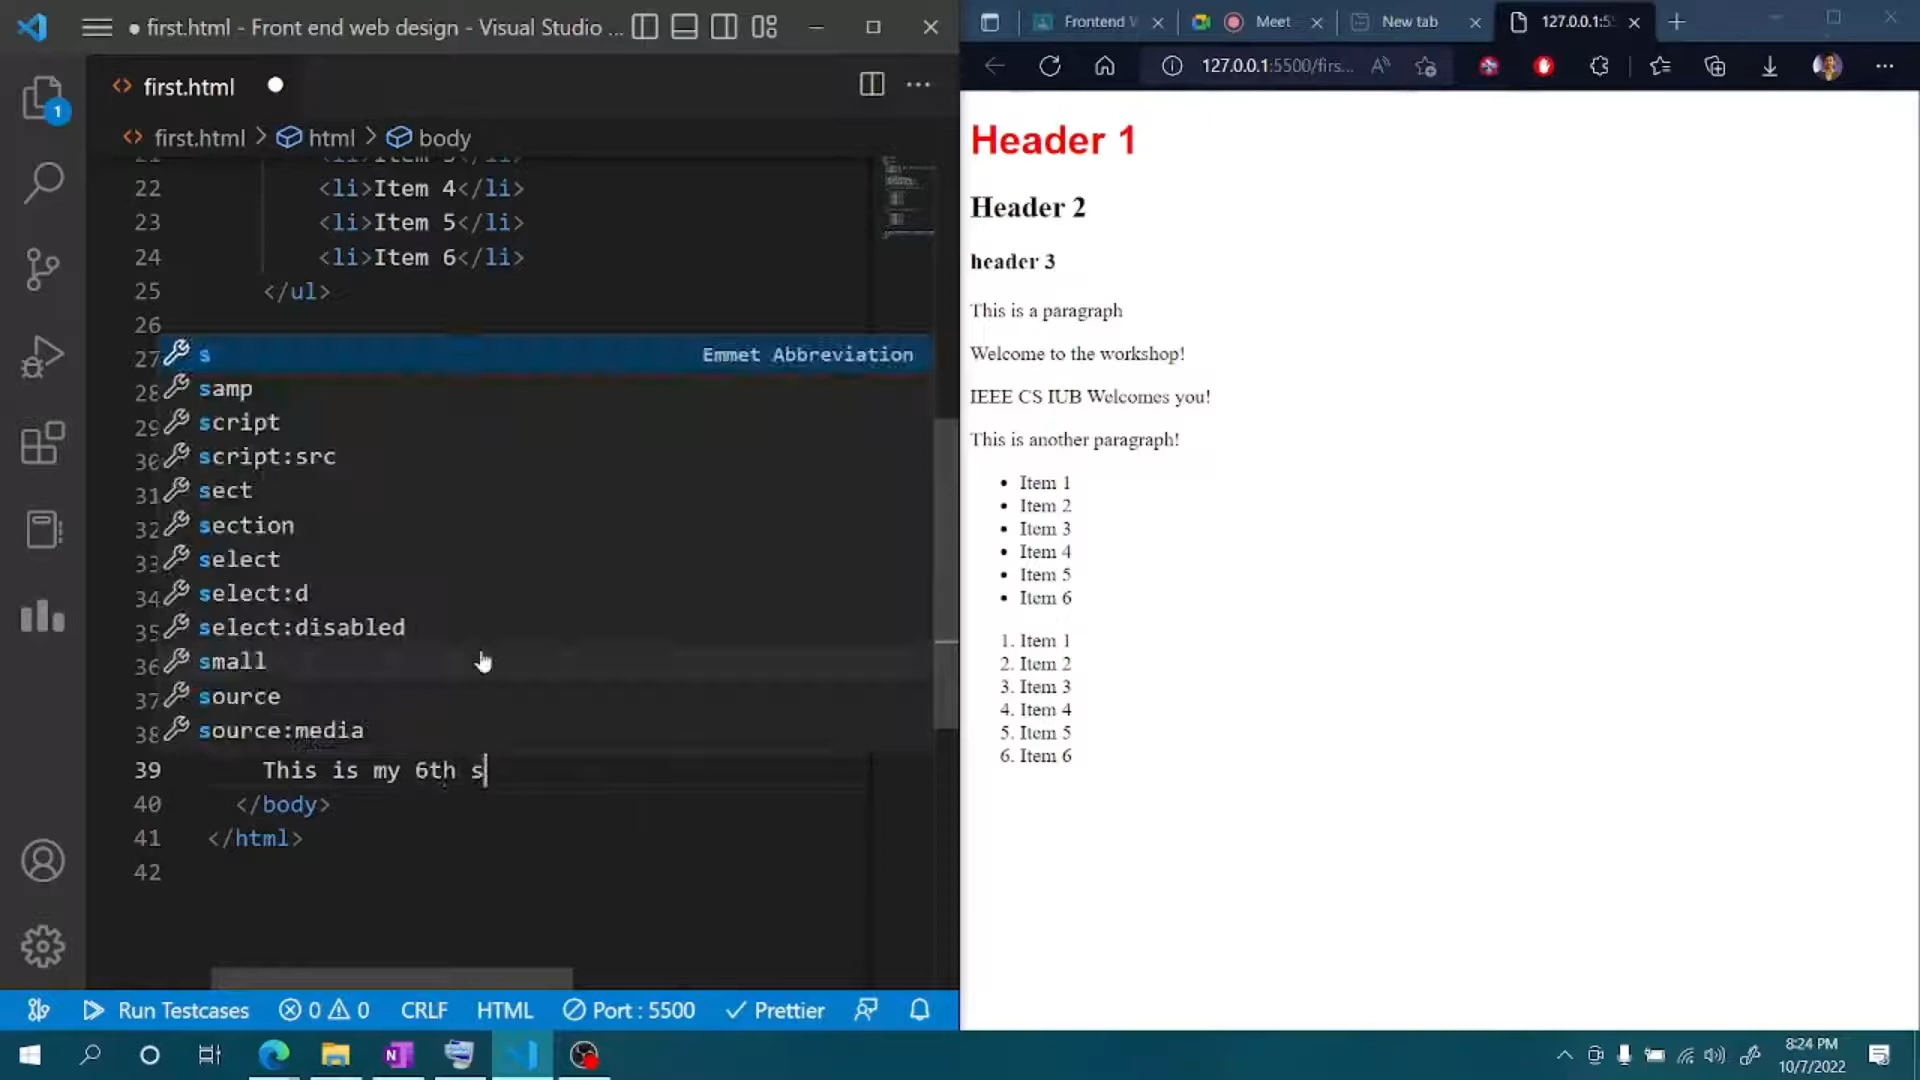 first.html - Front end web design - Visual Studio ...
first.html
first.html > html > body
22 <li>Item 4</li>
23 <li>Item 5</li>
24 <li>Item 6</li>
25 </ul>
26
27 s Emmet Abbreviation
28 samp
29 script
30 script:src
31 sect
32 section
33 select
34 select:d
35 select:disabled
36 small
37 source
38 source:media
39 This is my 6th s
40 </body>
41 </html>
42
1
Run Testcases 0 0 CRLF HTML Port : 5500 Prettier
Meet New tab 127.0.0.1:5
127.0.0.1:5500/firs...
Header 1
Header 2
header 3
This is a paragraph
Welcome to the workshop!
IEEE CS IUB Welcomes you!
This is another paragraph!
• Item 1
• Item 2
• Item 3
• Item 4
• Item 5
• Item 6
1. Item 1
2. Item 2
3. Item 3
4. Item 4
5. Item 5
6. Item 6
8:24 PM
10/7/2022